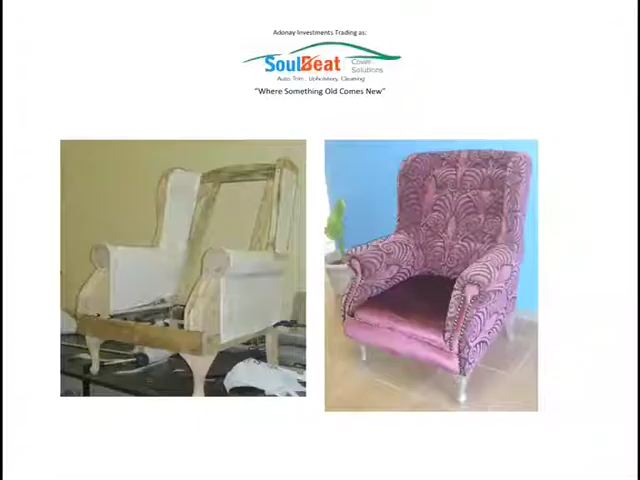 Adonay Investments Trading as:
SoulBeat
Cover
Solutions
Auto Trim , Upholstery, Cleaning
"Where Something Old Comes New"